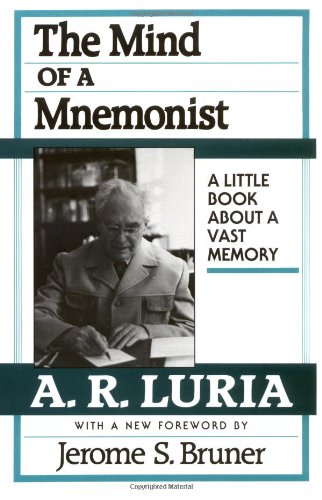 The Mind
OF A
Mnemonist
A LITTLE
BOOK
ABOUT A
VAST
MEMORY
A. R. LURIA
WITH A NEW FOREWORD BY
Jerome S. Bruner